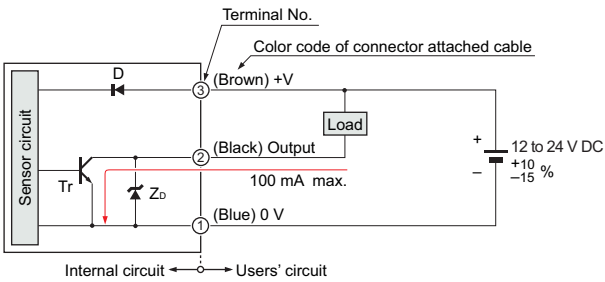 Terminal No.
Color code of connector attached cable
D
3 (Brown) +V
Sensor circuit
Load
+
12 to 24 V DC
+10
–15 %
–
2 (Black) Output
Tr
ZD
100 mA max.
1 (Blue) 0 V
Internal circuit
Users' circuit